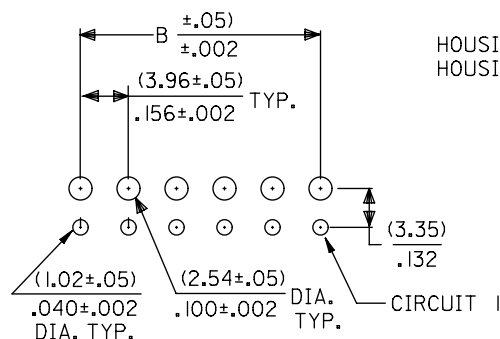 B ±.05)
±.002
HOUSI
HOUSI
(3.96±.05)
.156±.002 TYP.
(3.35)
.132
(1.02±.05)
.040±.002
DIA. TYP.
(2.54±.05)
.100±.002 DIA.
TYP.
CIRCUIT